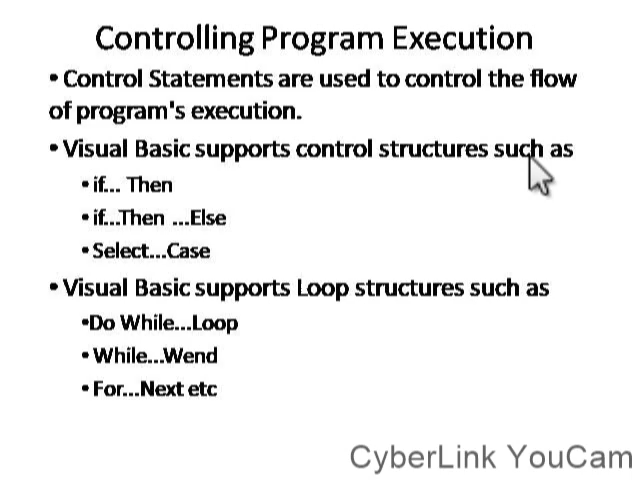 Controlling Program Execution
• Control Statements are used to control the flow
of program's execution.
• Visual Basic supports control structures such as
• if... Then
• if...Then ...Else
• Select...Case
• Visual Basic supports Loop structures such as
•Do While...Loop
• While...Wend
• For...Next etc
CyberLink YouCam